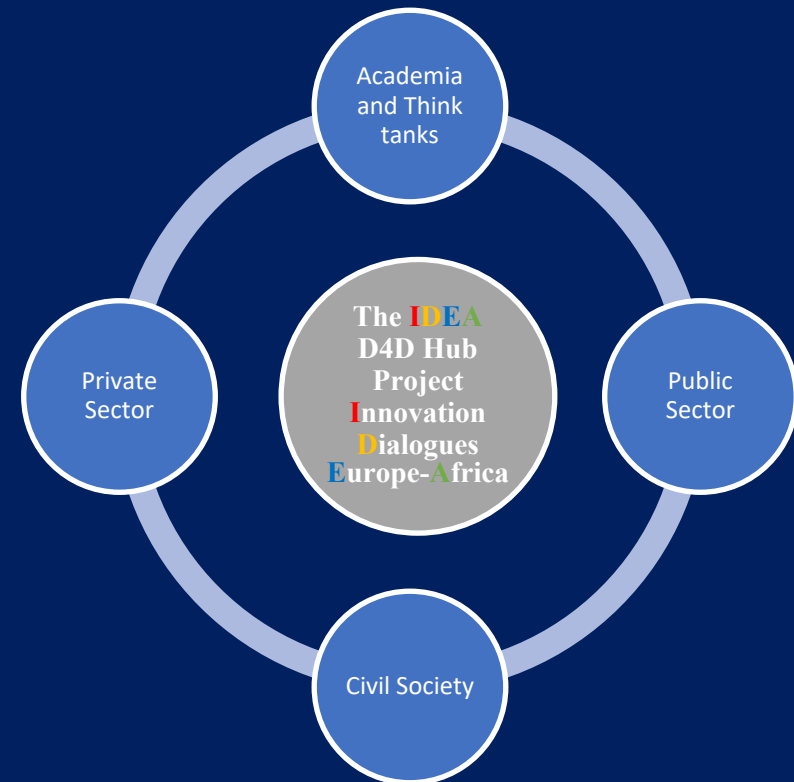 Academia
and Think
tanks
Private
Sector
The IDEA
D4D Hub
Project
Innovation
Dialogues
Europe-Africa
Public
Sector
Civil Society